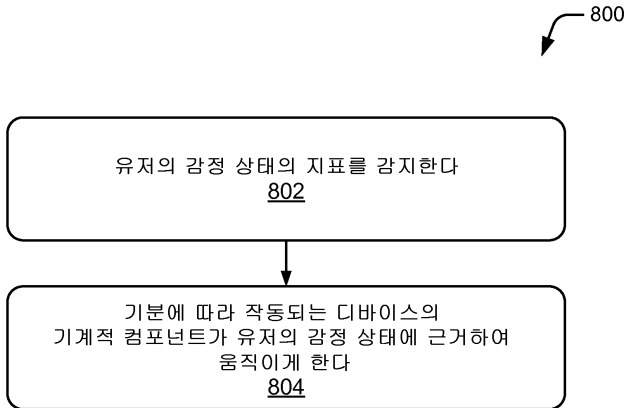 800
유저의 감정 상태의 지표를 감지한다
802
기분에 따라 작동되는 디바이스의
기계적 컴포넌트가 유저의 감정 상태에 근거하여
움직이게 한다
804